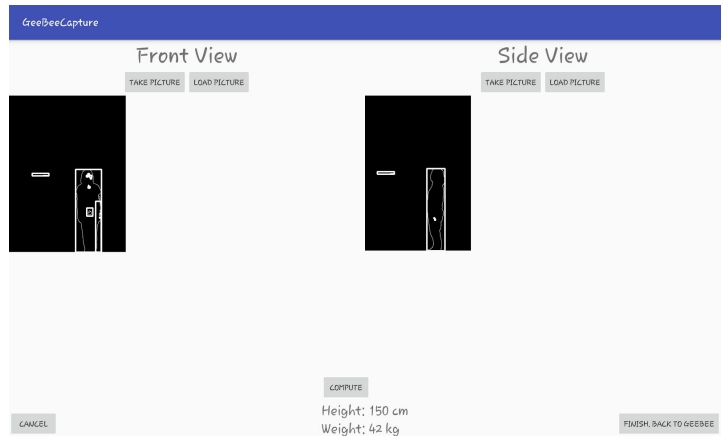 GeeBeeCapture
Front View
Side View
TAKE PICTURE LOAD PICTURE
TAKE PICTURE LOAD PICTURE
COMPUTE
Height: 150 cm
Weight: 42 kg
CANCEL
FINISH. BACK TO GEEBEE